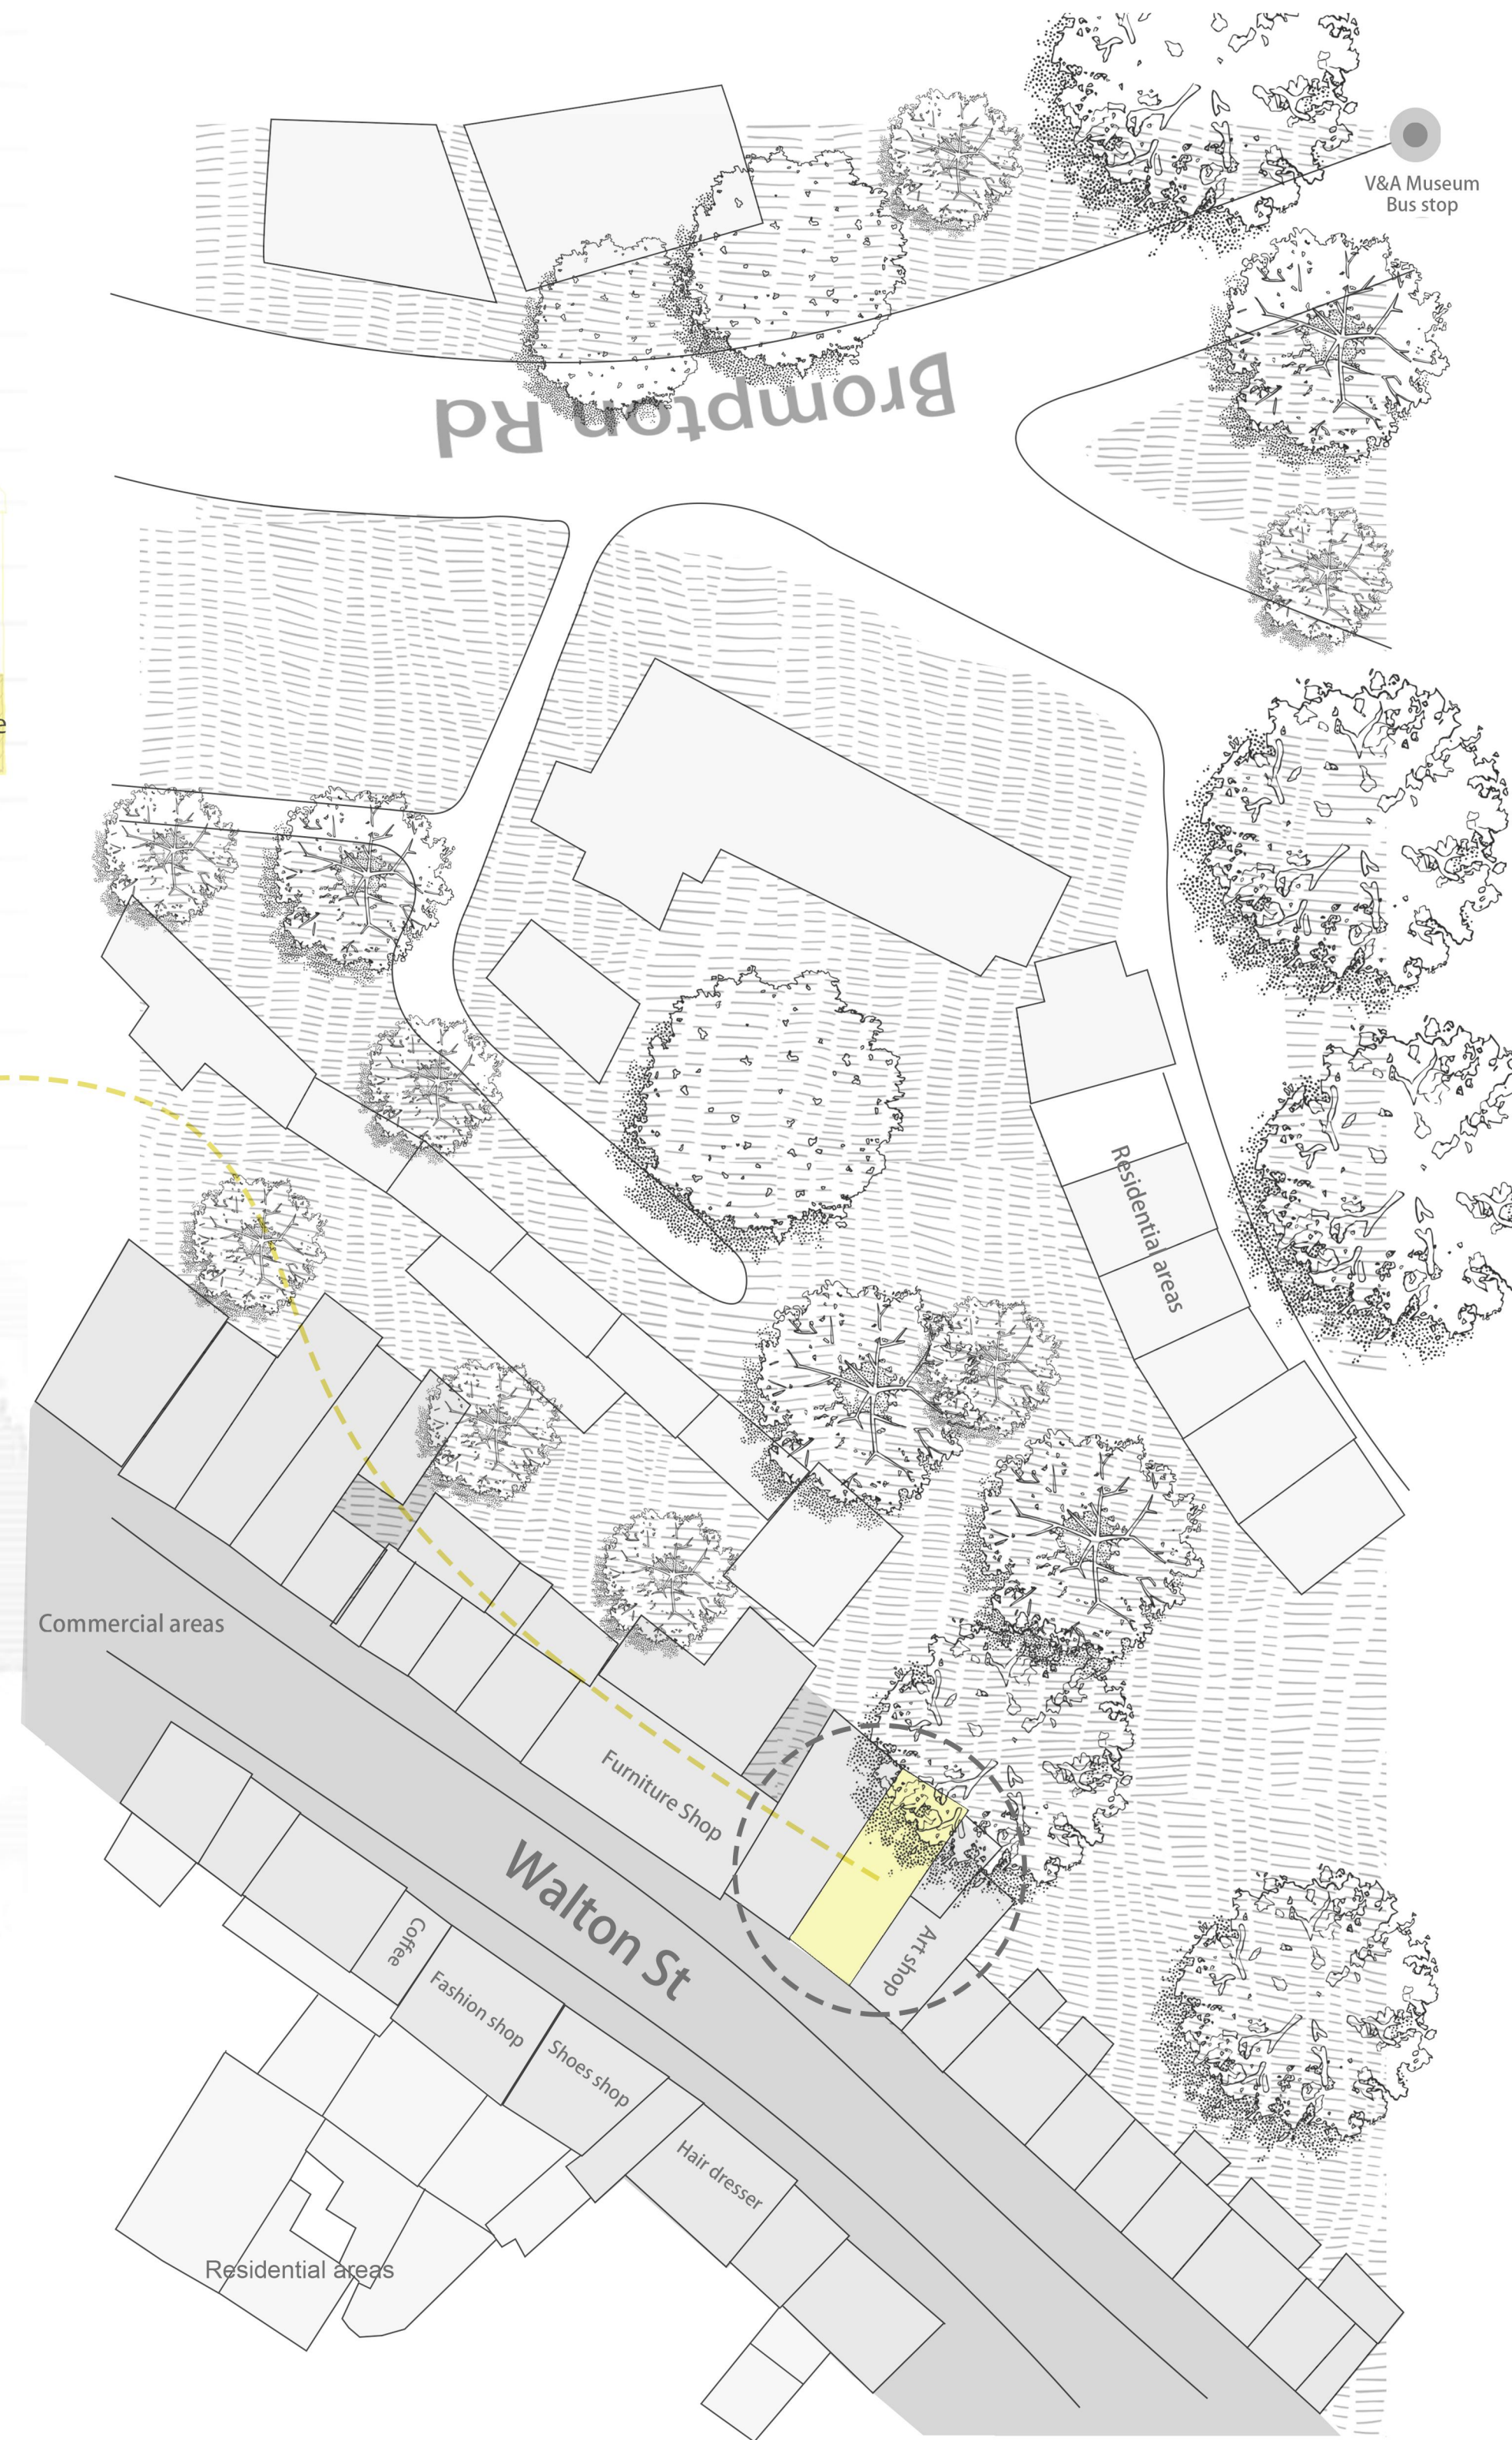 V&A Museum
Bus stop
Brompton Rd
Residential areas
Commercial areas
Furniture Shop
Walton St
Art shop
Coffee
Fashion shop
Shoes shop
Hair dresser
Residential areas